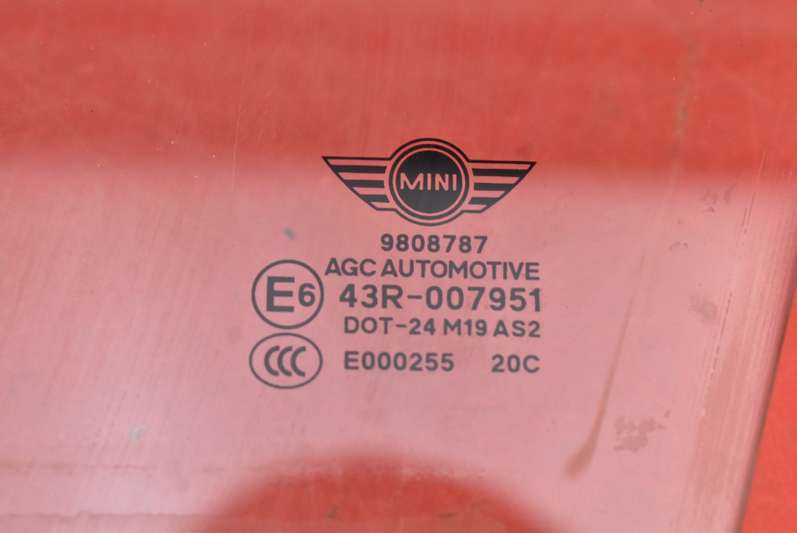 MINI
9808787
AGC AUTOMOTIVE
E6 43R-007951
DOT-24 M19 AS2
CCC E000255 20C